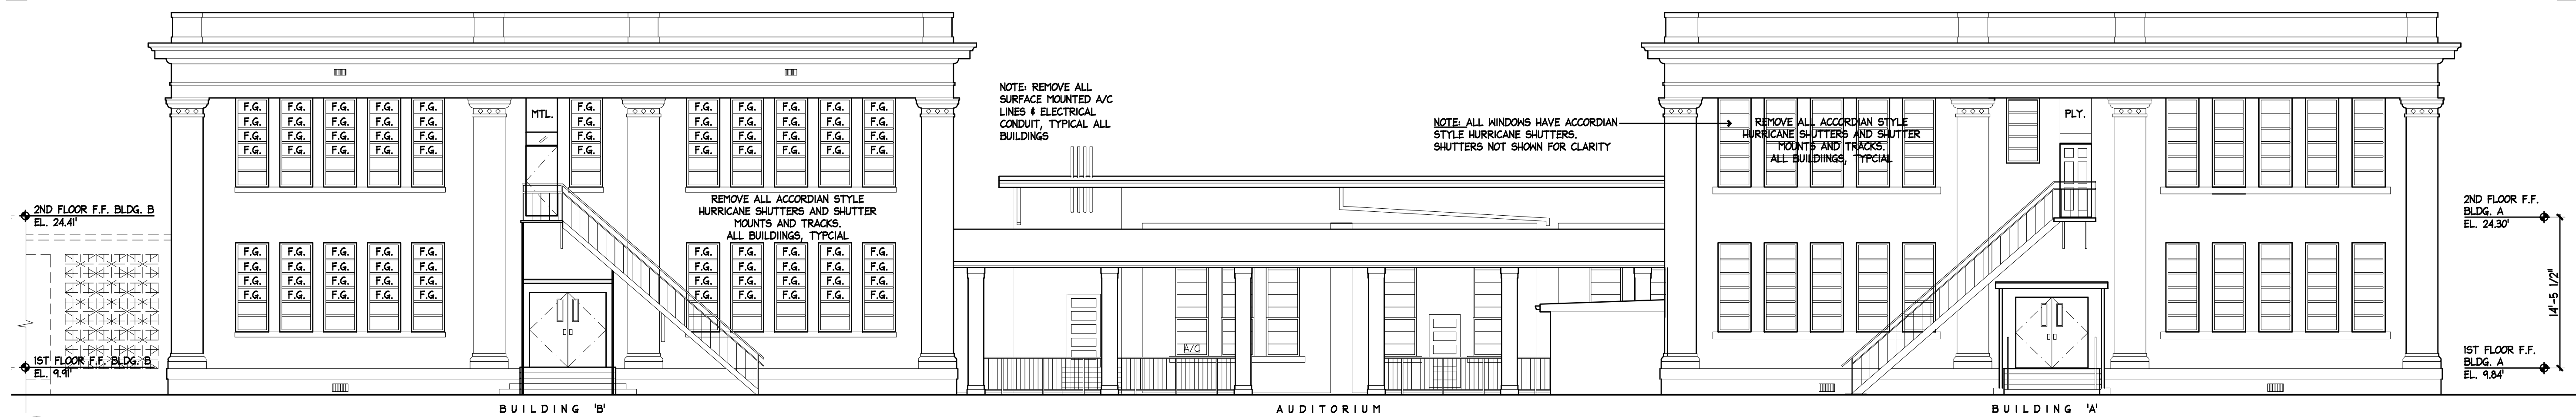 F.G. F.G. F.G. F.G. F.G. MTL. F.G. F.G. F.G. F.G. F.G. F.G.
F.G. F.G. F.G. F.G. F.G. F.G. F.G. F.G. F.G. F.G. F.G.
F.G. F.G. F.G. F.G. F.G. F.G. F.G. F.G. F.G. F.G. F.G.
F.G. F.G. F.G. F.G. F.G. F.G. F.G. F.G. F.G. F.G. F.G.
REMOVE ALL ACCORDIAN STYLE
HURRICANE SHUTTERS AND SHUTTER
MOUNTS AND TRACKS.
ALL BUILDIINGS, TYPCIAL
2ND FLOOR F.F. BLDG. B
EL. 24.41'
F.G. F.G. F.G. F.G. F.G. F.G. F.G. F.G. F.G. F.G.
F.G. F.G. F.G. F.G. F.G. F.G. F.G. F.G. F.G. F.G.
F.G. F.G. F.G. F.G. F.G. F.G. F.G. F.G. F.G. F.G.
F.G. F.G. F.G. F.G. F.G. F.G. F.G. F.G. F.G. F.G.
1ST FLOOR F.F. BLDG. B
EL. 9.91'
BUILDING 'B'
NOTE: REMOVE ALL
SURFACE MOUNTED A/C
LINES & ELECTRICAL
CONDUIT, TYPICAL ALL
BUILDINGS
NOTE: ALL WINDOWS HAVE ACCORDIAN
STYLE HURRICANE SHUTTERS.
SHUTTERS NOT SHOWN FOR CLARITY
A/C
AUDITORIUM
REMOVE ALL ACCORDIAN STYLE
HURRICANE SHUTTERS AND SHUTTER
MOUNTS AND TRACKS.
ALL BUILDIINGS, TYPCIAL
PLY.
2ND FLOOR F.F.
BLDG. A
EL. 24.30'
14'-5 1/2"
1ST FLOOR F.F.
BLDG. A
EL. 9.84'
BUILDING 'A'